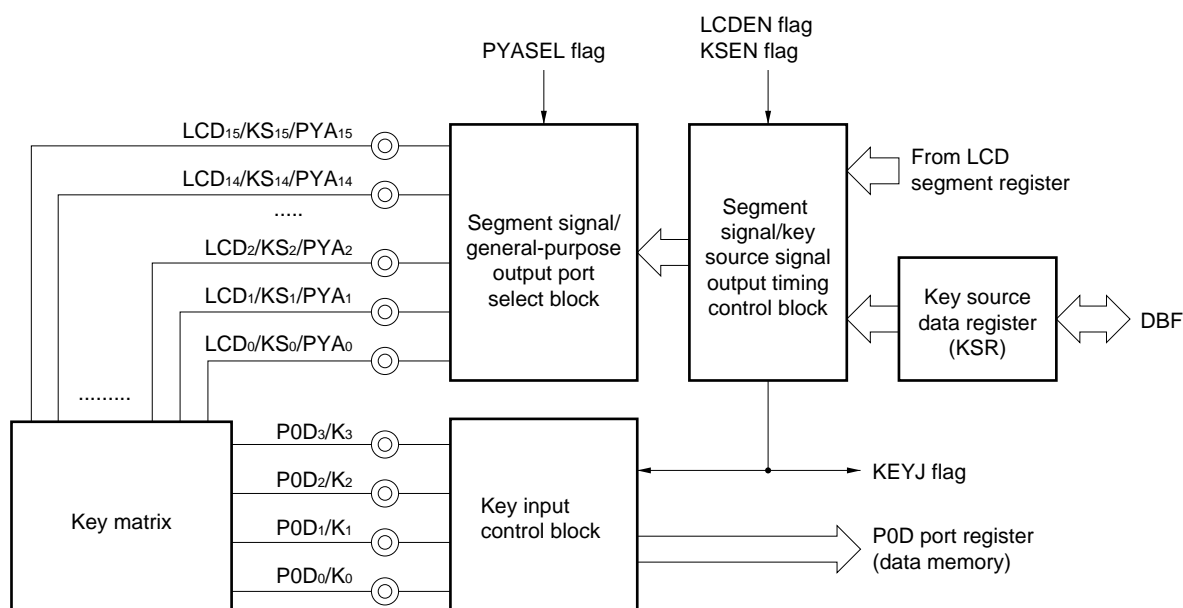 LCDEN flag
KSEN flag
PYASEL flag
LCD₁₅/KS₁₅/PYA₁₅
LCD₁₄/KS₁₄/PYA₁₄
.....
LCD₂/KS₂/PYA₂
LCD₁/KS₁/PYA₁
LCD₀/KS₀/PYA₀
.........
Segment signal/
general-purpose
output port
select block
Segment
signal/key
source signal
output timing
control block
From LCD
segment register
Key source
data register
(KSR)
DBF
Key matrix
P0D₃/K₃
P0D₂/K₂
P0D₁/K₁
P0D₀/K₀
Key input
control block
KEYJ flag
P0D port register
(data memory)